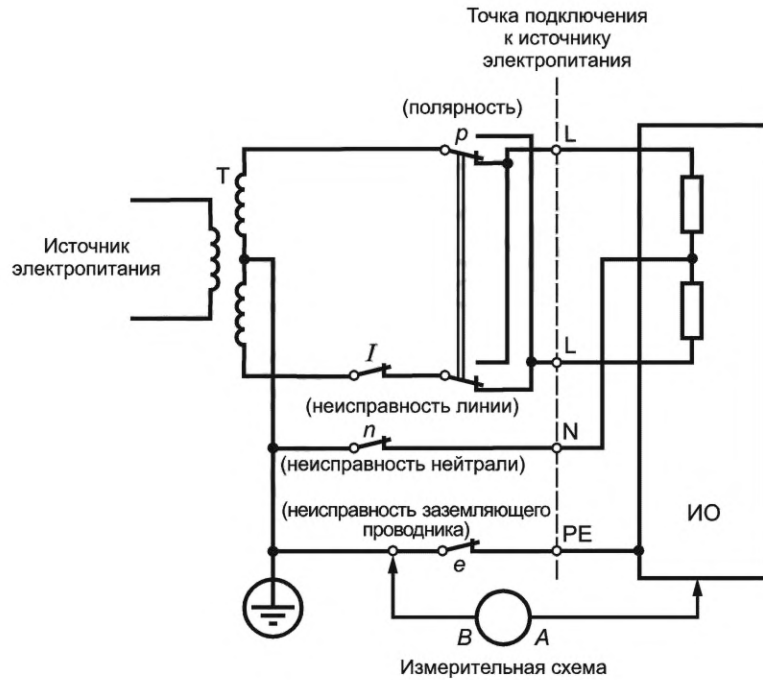 Точка подключения
к источнику
электропитания
(полярность)
p
L
T
Источник
электропитания
I
L
(неисправность линии)
n
N
(неисправность нейтрали)
(неисправность заземляющего
проводника)
PE
ИО
e
B
A
Измерительная схема